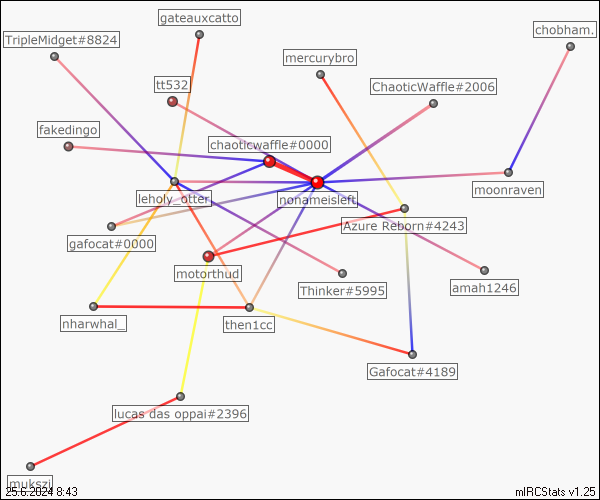 gateauxcatto
TripleMidget#8824
chobham.
mercurybro
tt532
ChaoticWaffle#2006
fakedingo
chaoticwaffle#0000
leholy_otter
nonameisleft
moonraven
Azure Reborn#4243
gafocat#0000
motorthud
Thinker#5995
amah1246
nharwhal_
then1cc
Gafocat#4189
lucas das oppai#2396
mukszi
25.6.2024 8:43
mIRCStats v1.25